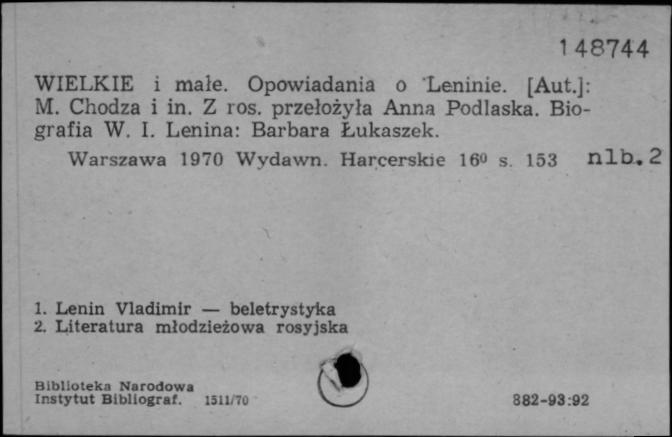 148744
WIELKIE i małe. Opowiadania o Leninie. [Aut.]:
M. Chodza i in. Z ros. przełożyła Anna Podlaska. Bio-
grafia W. I. Lenina: Barbara Łukaszek.
Warszawa 1970 Wydawn. Harcerskie 16⁰ s. 153 nlb. 2
1. Lenin Vladimir — beletrystyka
2. Literatura młodzieżowa rosyjska
Biblioteka Narodowa
Instytut Bibliograf. 1511/70
882-93:92